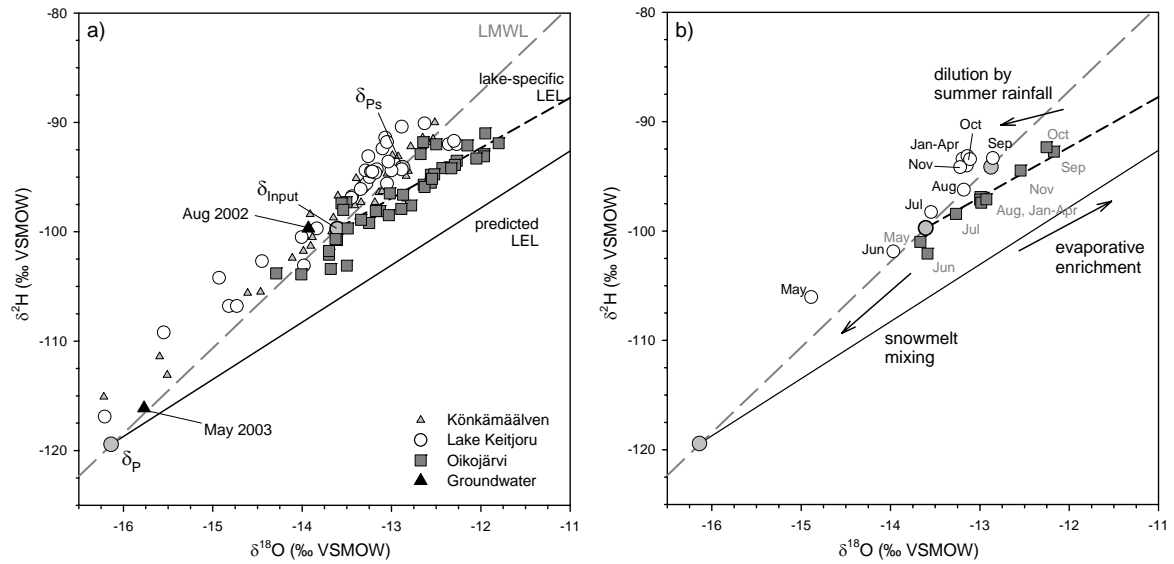 a)
LMWL
lake-specific
LEL
δPs
δInput
Aug 2002
predicted
LEL
May 2003
δP
Könkämäälven
Lake Keitjoru
Oikojärvi
Groundwater
-80
-90
-100
-110
-120
δ²H (‰ VSMOW)
-16 -15 -14 -13 -12 -11
δ¹⁸O (‰ VSMOW)
b)
dilution by
summer rainfall
Oct
Jan-Apr
Sep
Oct
Nov
Sep
Aug
Nov
Jul
Aug, Jan-Apr
May
Jul
Jun
Jun
evaporative
enrichment
May
snowmelt
mixing
-80
-90
-100
-110
-120
δ²H (‰ VSMOW)
-16 -15 -14 -13 -12 -11
δ¹⁸O (‰ VSMOW)